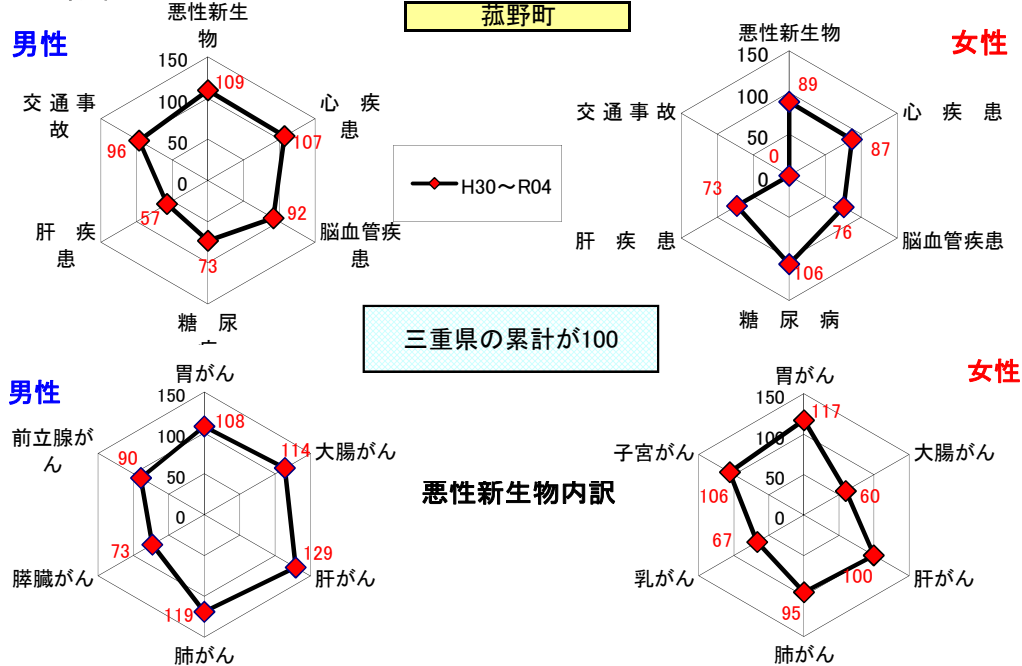 菰野町
男性
悪性新生
物
150
100
50
0
109
心 疾
患
107
92
脳血管疾
患
73
糖 尿
57
肝 疾
患
96
交 通 事
故
H30～R04
女性
悪性新生物
150
100
50
0
89
心 疾 患
87
76
脳血管疾患
106
糖 尿 病
73
肝 疾 患
0
交 通 事 故
三重県の累計が100
男性
胃がん
150
100
50
0
108
大腸がん
114
129
肝がん
119
肺がん
73
膵臓がん
90
前立腺が
ん
悪性新生物内訳
女性
胃がん
150
100
50
0
117
大腸がん
60
100
肝がん
95
肺がん
67
乳がん
106
子宮がん